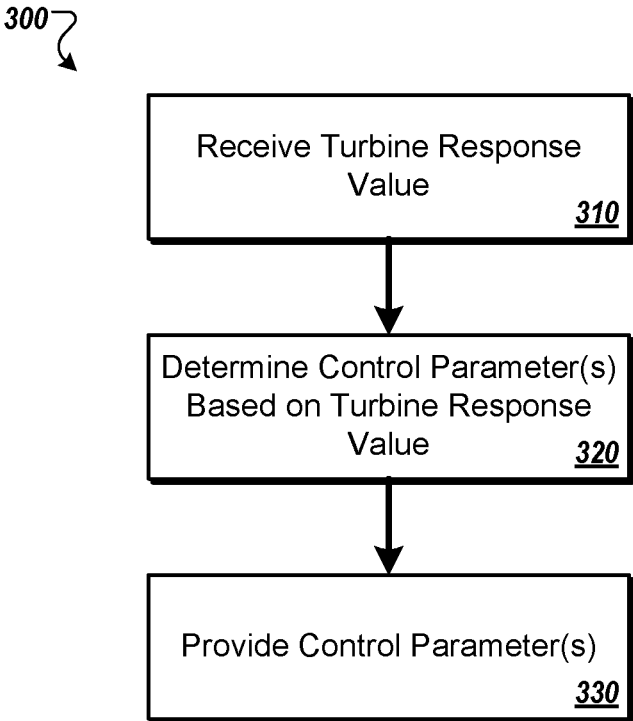 300
Receive Turbine Response
Value
310
Determine Control Parameter(s)
Based on Turbine Response
Value
320
Provide Control Parameter(s)
330